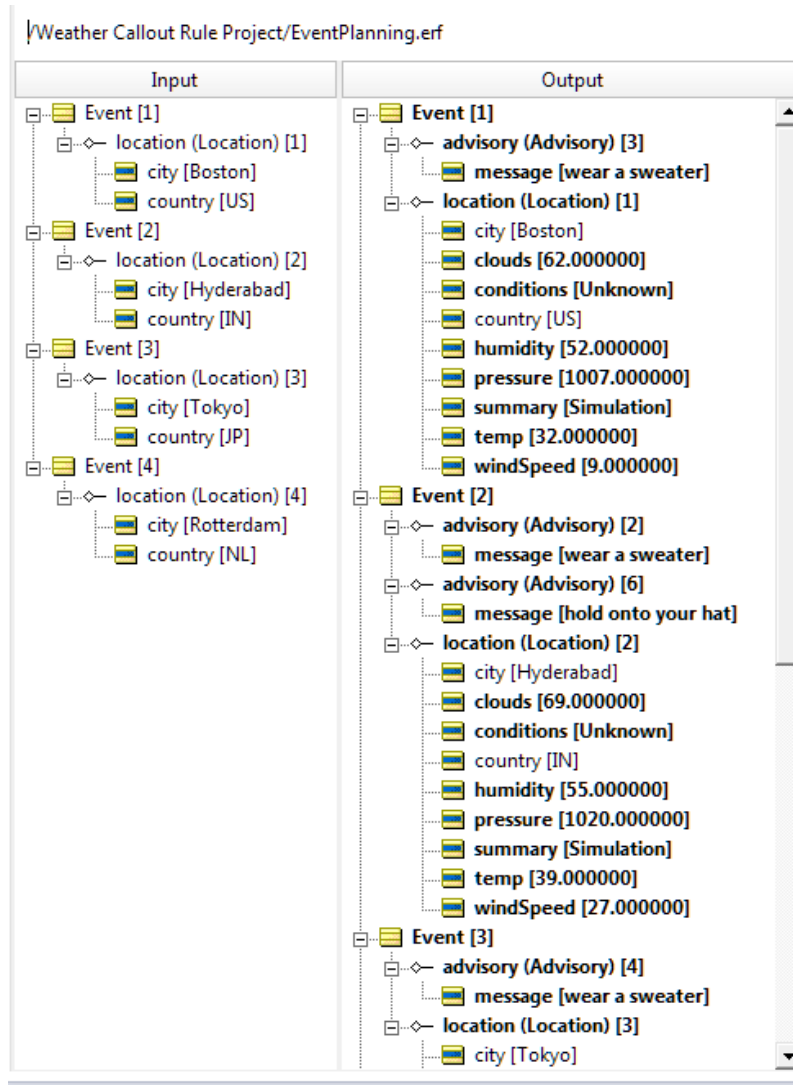 /Weather Callout Rule Project/EventPlanning.erf
Input
Event [1]
location (Location) [1]
city [Boston]
country [US]
Event [2]
location (Location) [2]
city [Hyderabad]
country [IN]
Event [3]
location (Location) [3]
city [Tokyo]
country [JP]
Event [4]
location (Location) [4]
city [Rotterdam]
country [NL]
Output
Event [1]
advisory (Advisory) [3]
message [wear a sweater]
location (Location) [1]
city [Boston]
clouds [62.000000]
conditions [Unknown]
country [US]
humidity [52.000000]
pressure [1007.000000]
summary [Simulation]
temp [32.000000]
windSpeed [9.000000]
Event [2]
advisory (Advisory) [2]
message [wear a sweater]
advisory (Advisory) [6]
message [hold onto your hat]
location (Location) [2]
city [Hyderabad]
clouds [69.000000]
conditions [Unknown]
country [IN]
humidity [55.000000]
pressure [1020.000000]
summary [Simulation]
temp [39.000000]
windSpeed [27.000000]
Event [3]
advisory (Advisory) [4]
message [wear a sweater]
location (Location) [3]
city [Tokyo]